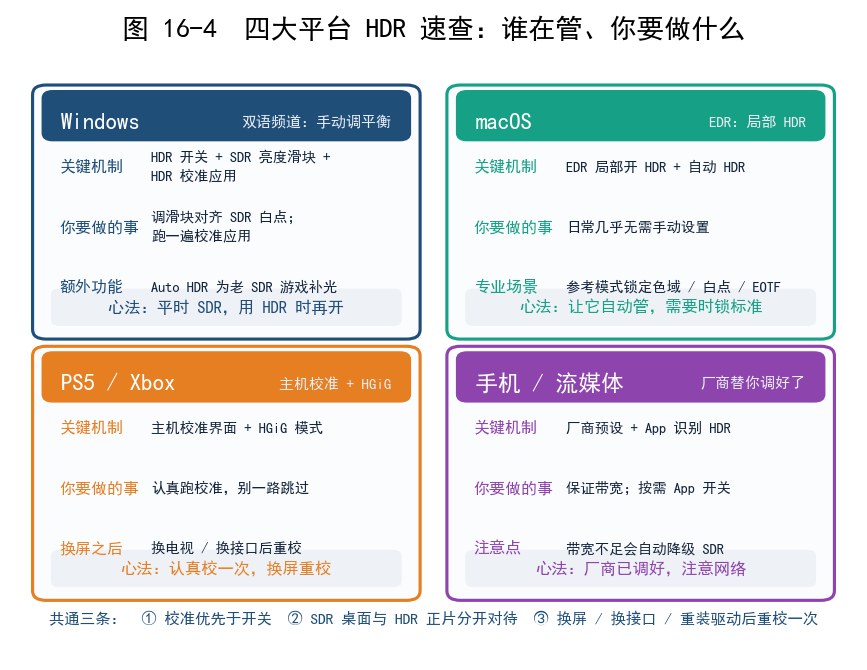 图 16-4  四大平台 HDR 速查：谁在管、你要做什么
Windows 双语频道：手动调平衡
关键机制 HDR 开关 + SDR 亮度滑块 +
HDR 校准应用
你要做的事 调滑块对齐 SDR 白点；
跑一遍校准应用
额外功能 Auto HDR 为老 SDR 游戏补光
心法：平时 SDR，用 HDR 时再开
macOS EDR：局部 HDR
关键机制 EDR 局部开 HDR + 自动 HDR
你要做的事 日常几乎无需手动设置
专业场景 参考模式锁定色域 / 白点 / EOTF
心法：让它自动管，需要时锁标准
PS5 / Xbox 主机校准 + HGiG
关键机制 主机校准界面 + HGiG 模式
你要做的事 认真跑校准，别一路跳过
换屏之后 换电视 / 换接口后重校
心法：认真校一次，换屏重校
手机 / 流媒体 厂商替你调好了
关键机制 厂商预设 + App 识别 HDR
你要做的事 保证带宽；按需 App 开关
注意点 带宽不足会自动降级 SDR
心法：厂商已调好，注意网络
共通三条： ① 校准优先于开关 ② SDR 桌面与 HDR 正片分开对待 ③ 换屏 / 换接口 / 重装驱动后重校一次